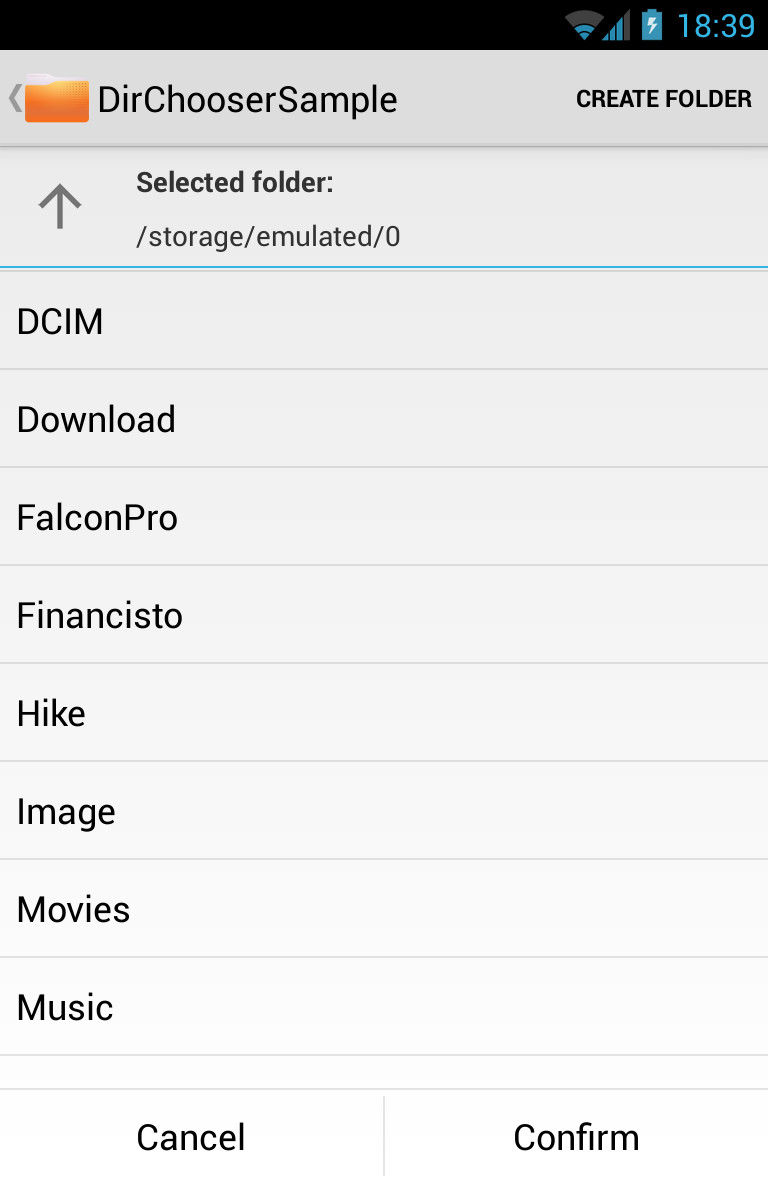 18:39
DirChooserSample
CREATE FOLDER
Selected folder:
/storage/emulated/0
DCIM
Download
FalconPro
Financisto
Hike
Image
Movies
Music
Cancel
Confirm